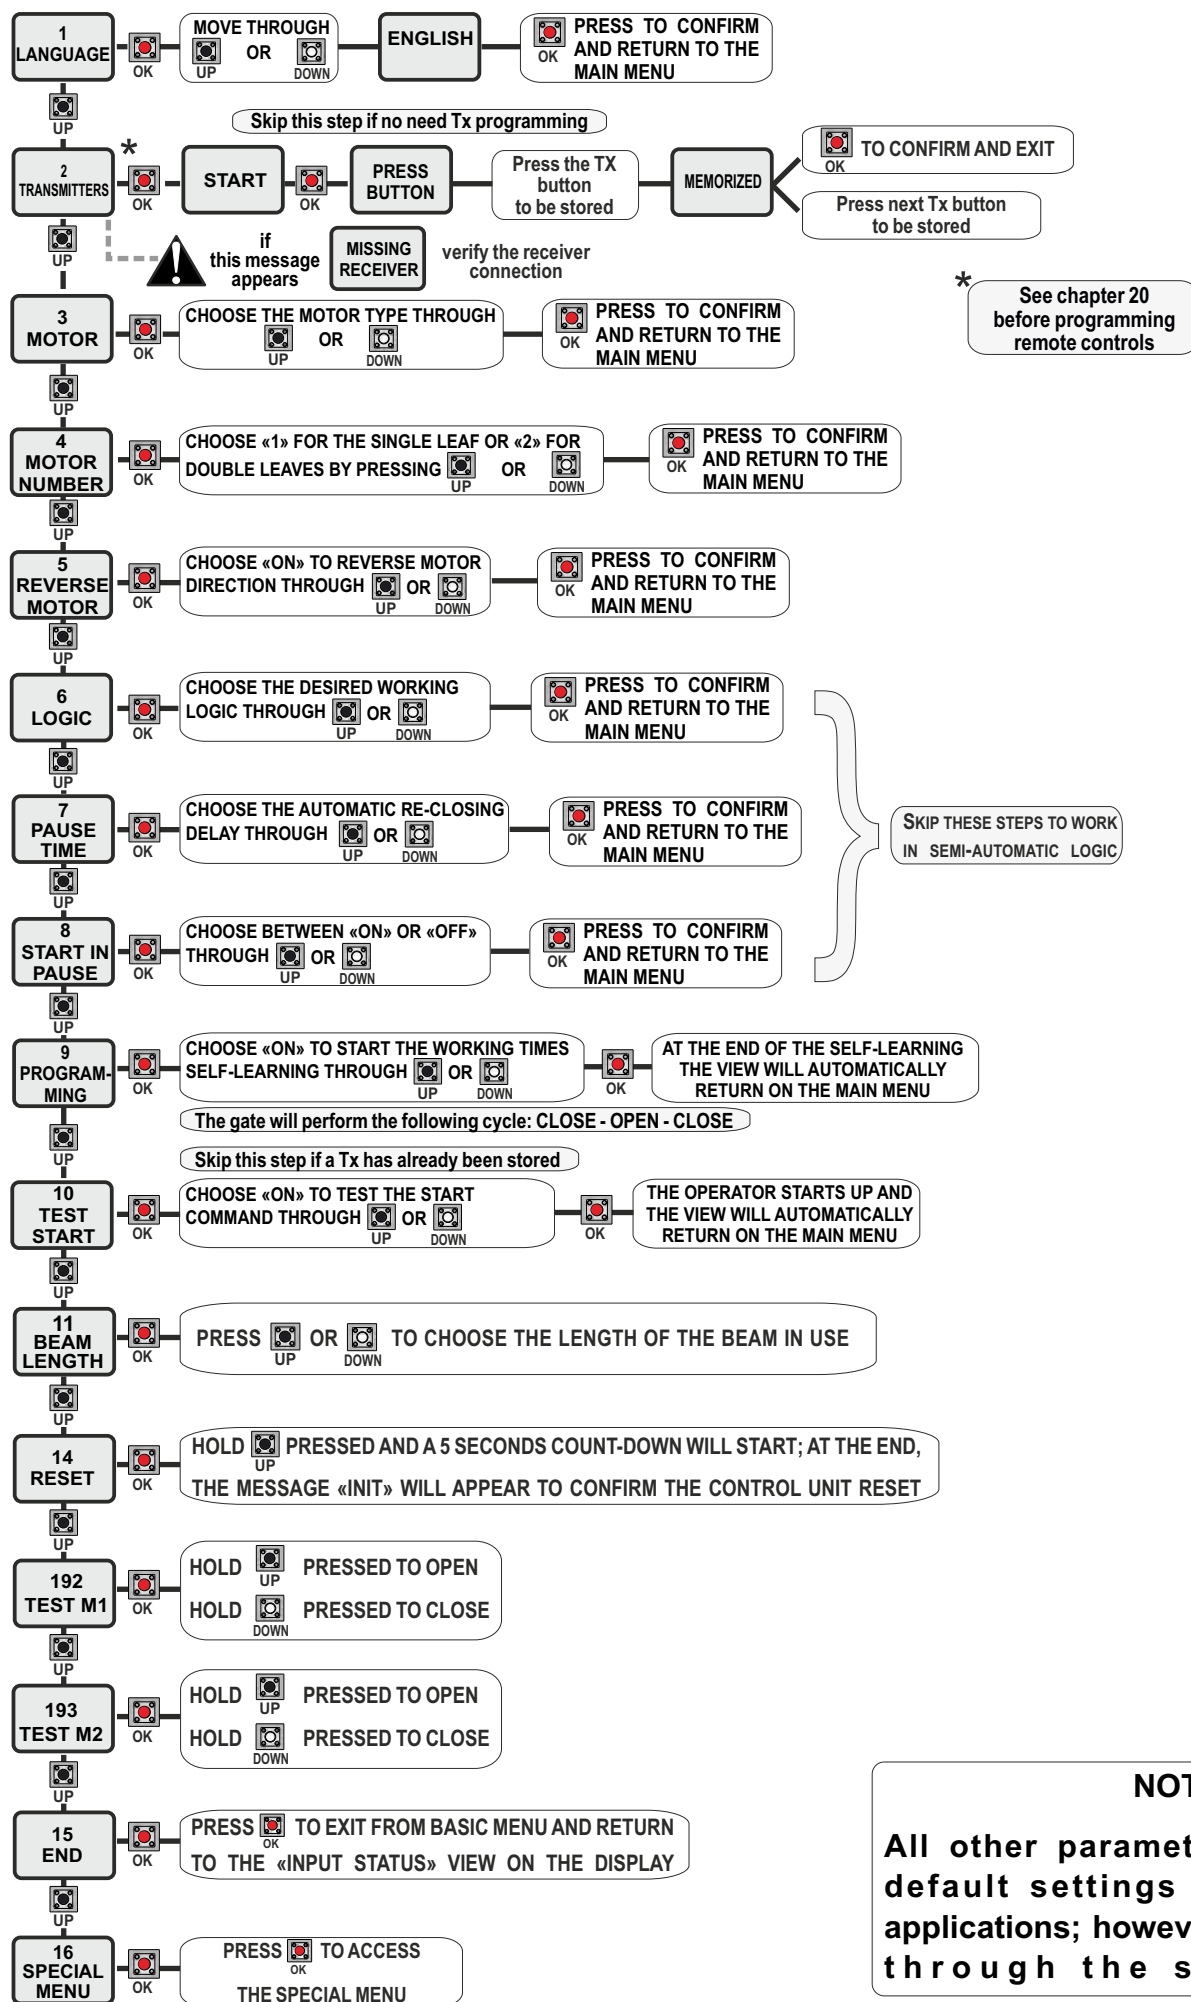 1
LANGUAGE
OK
MOVE THROUGH
OR
UP
DOWN
ENGLISH
OK
PRESS TO CONFIRM
AND RETURN TO THE
MAIN MENU
UP
Skip this step if no need Tx programming
2
TRANSMITTERS
*
OK
START
OK
PRESS
BUTTON
Press the TX
button
to be stored
MEMORIZED
OK
TO CONFIRM AND EXIT
Press next Tx button
to be stored
UP
if
this message
appears
MISSING
RECEIVER
verify the receiver
connection
*
See chapter 20
before programming
remote controls
3
MOTOR
OK
CHOOSE THE MOTOR TYPE THROUGH
OR
UP
DOWN
OK
PRESS TO CONFIRM
AND RETURN TO THE
MAIN MENU
UP
4
MOTOR
NUMBER
OK
CHOOSE «1» FOR THE SINGLE LEAF OR «2» FOR
DOUBLE LEAVES BY PRESSING OR
UP
DOWN
OK
PRESS TO CONFIRM
AND RETURN TO THE
MAIN MENU
UP
5
REVERSE
MOTOR
OK
CHOOSE «ON» TO REVERSE MOTOR
DIRECTION THROUGH OR
UP
DOWN
OK
PRESS TO CONFIRM
AND RETURN TO THE
MAIN MENU
UP
6
LOGIC
OK
CHOOSE THE DESIRED WORKING
LOGIC THROUGH OR
UP
DOWN
OK
PRESS TO CONFIRM
AND RETURN TO THE
MAIN MENU
UP
7
PAUSE
TIME
OK
CHOOSE THE AUTOMATIC RE-CLOSING
DELAY THROUGH OR
UP
DOWN
OK
PRESS TO CONFIRM
AND RETURN TO THE
MAIN MENU
SKIP THESE STEPS TO WORK
IN SEMI-AUTOMATIC LOGIC
UP
8
START IN
PAUSE
OK
CHOOSE BETWEEN «ON» OR «OFF»
THROUGH OR
UP
DOWN
OK
PRESS TO CONFIRM
AND RETURN TO THE
MAIN MENU
UP
9
PROGRAM-
MING
OK
CHOOSE «ON» TO START THE WORKING TIMES
SELF-LEARNING THROUGH OR
UP
DOWN
OK
AT THE END OF THE SELF-LEARNING
THE VIEW WILL AUTOMATICALLY
RETURN ON THE MAIN MENU
The gate will perform the following cycle: CLOSE - OPEN - CLOSE
UP
Skip this step if a Tx has already been stored
10
TEST
START
OK
CHOOSE «ON» TO TEST THE START
COMMAND THROUGH OR
UP
DOWN
OK
THE OPERATOR STARTS UP AND
THE VIEW WILL AUTOMATICALLY
RETURN ON THE MAIN MENU
UP
11
BEAM
LENGTH
OK
PRESS OR TO CHOOSE THE LENGTH OF THE BEAM IN USE
UP
DOWN
UP
14
RESET
OK
HOLD PRESSED AND A 5 SECONDS COUNT-DOWN WILL START; AT THE END,
UP
THE MESSAGE «INIT» WILL APPEAR TO CONFIRM THE CONTROL UNIT RESET
UP
192
TEST M1
OK
HOLD PRESSED TO OPEN
UP
HOLD PRESSED TO CLOSE
DOWN
UP
193
TEST M2
OK
HOLD PRESSED TO OPEN
UP
HOLD PRESSED TO CLOSE
DOWN
UP
15
END
OK
PRESS TO EXIT FROM BASIC MENU AND RETURN
OK
TO THE «INPUT STATUS» VIEW ON THE DISPLAY
UP
16
SPECIAL
MENU
OK
PRESS TO ACCESS
OK
THE SPECIAL MENU
NOT
All other paramet
default settings
applications; howev
through the s